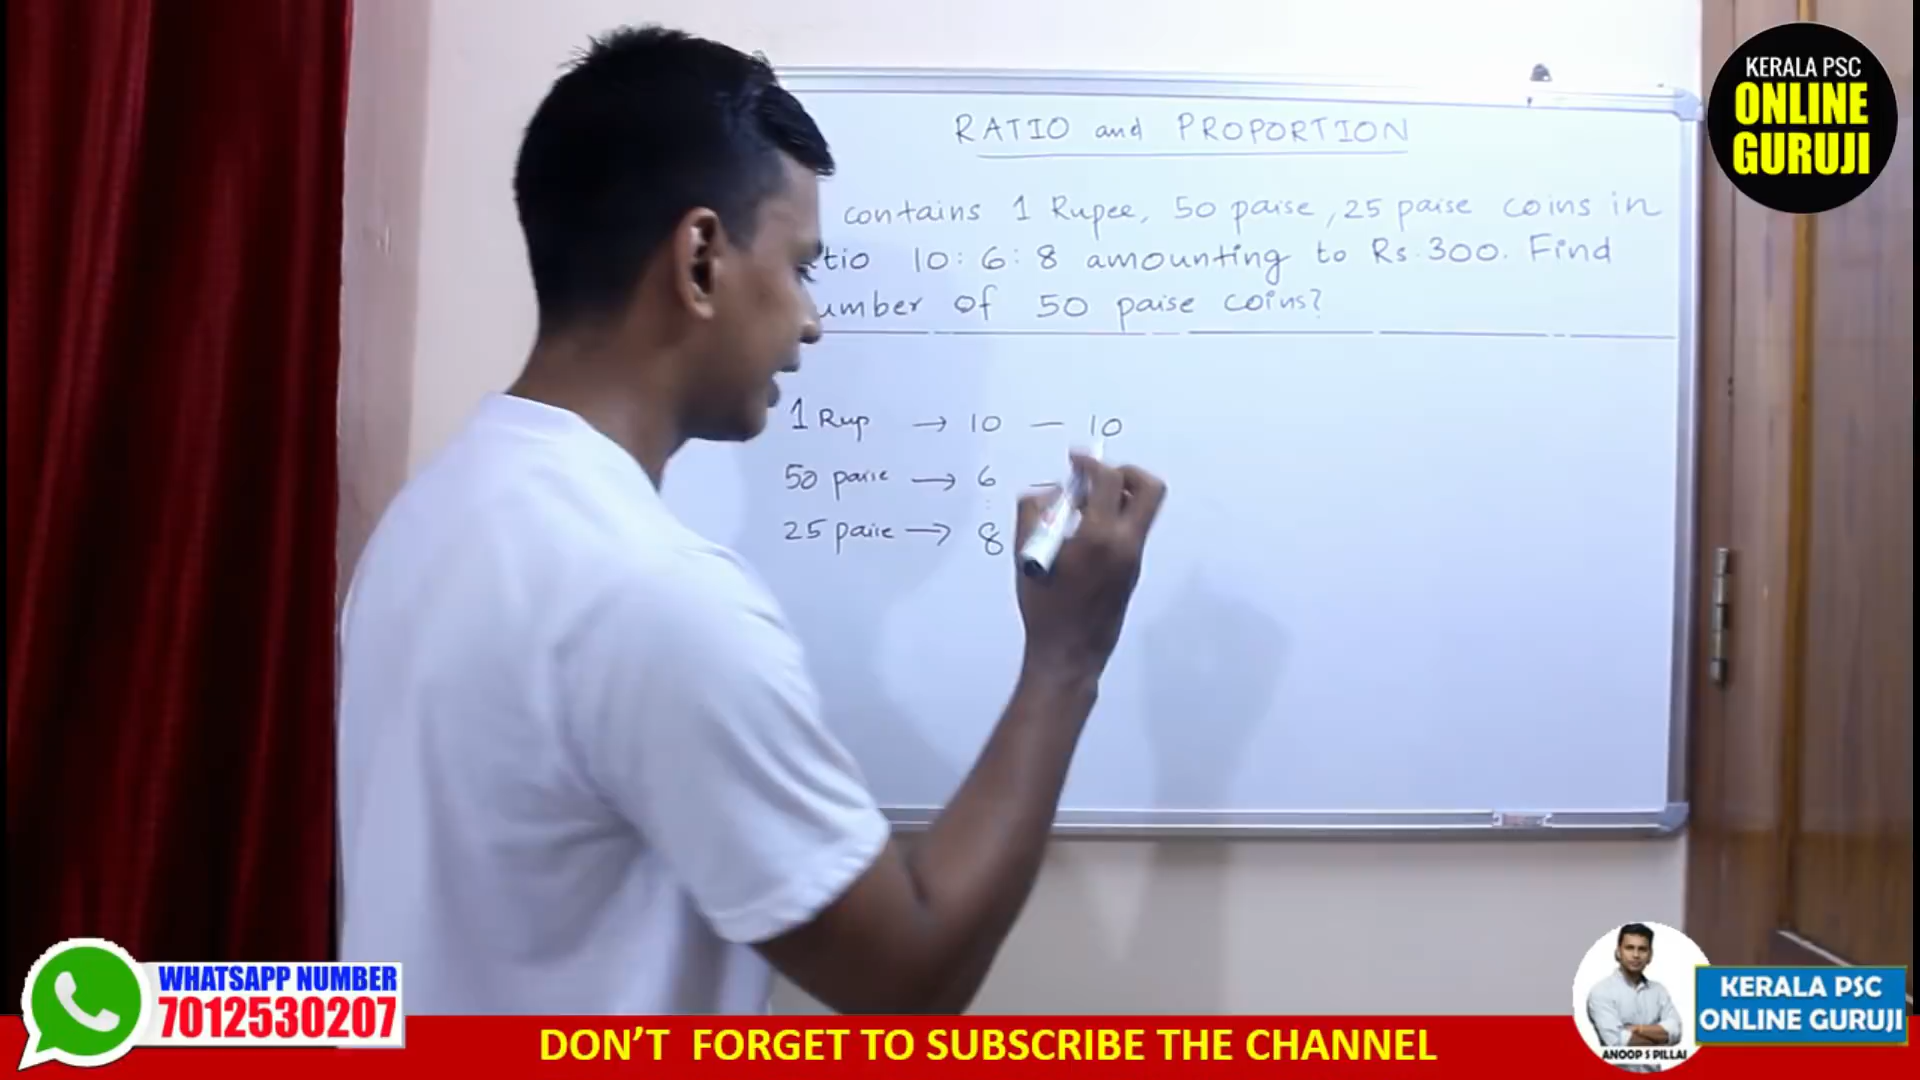 KERALA PSC
ONLINE
GURUJI
RATIO and PROPORTION
contains 1 Rupee, 50 paise, 25 paise coins in
tio 10:6:8 amounting to Rs.300. Find
umber of 50 paise coins?
1 Rup → 10 — 10
50 paise → 6 —
25 paise → 8
WHATSAPP NUMBER
7012530207
DON'T FORGET TO SUBSCRIBE THE CHANNEL
ANOOP S PILLAI
KERALA PSC
ONLINE GURUJI